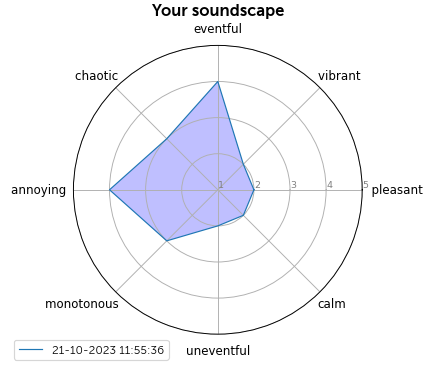 Your soundscape
eventful
chaotic
vibrant
annoying
1 2 3 4 5
pleasant
monotonous
calm
21-10-2023 11:55:36
uneventful